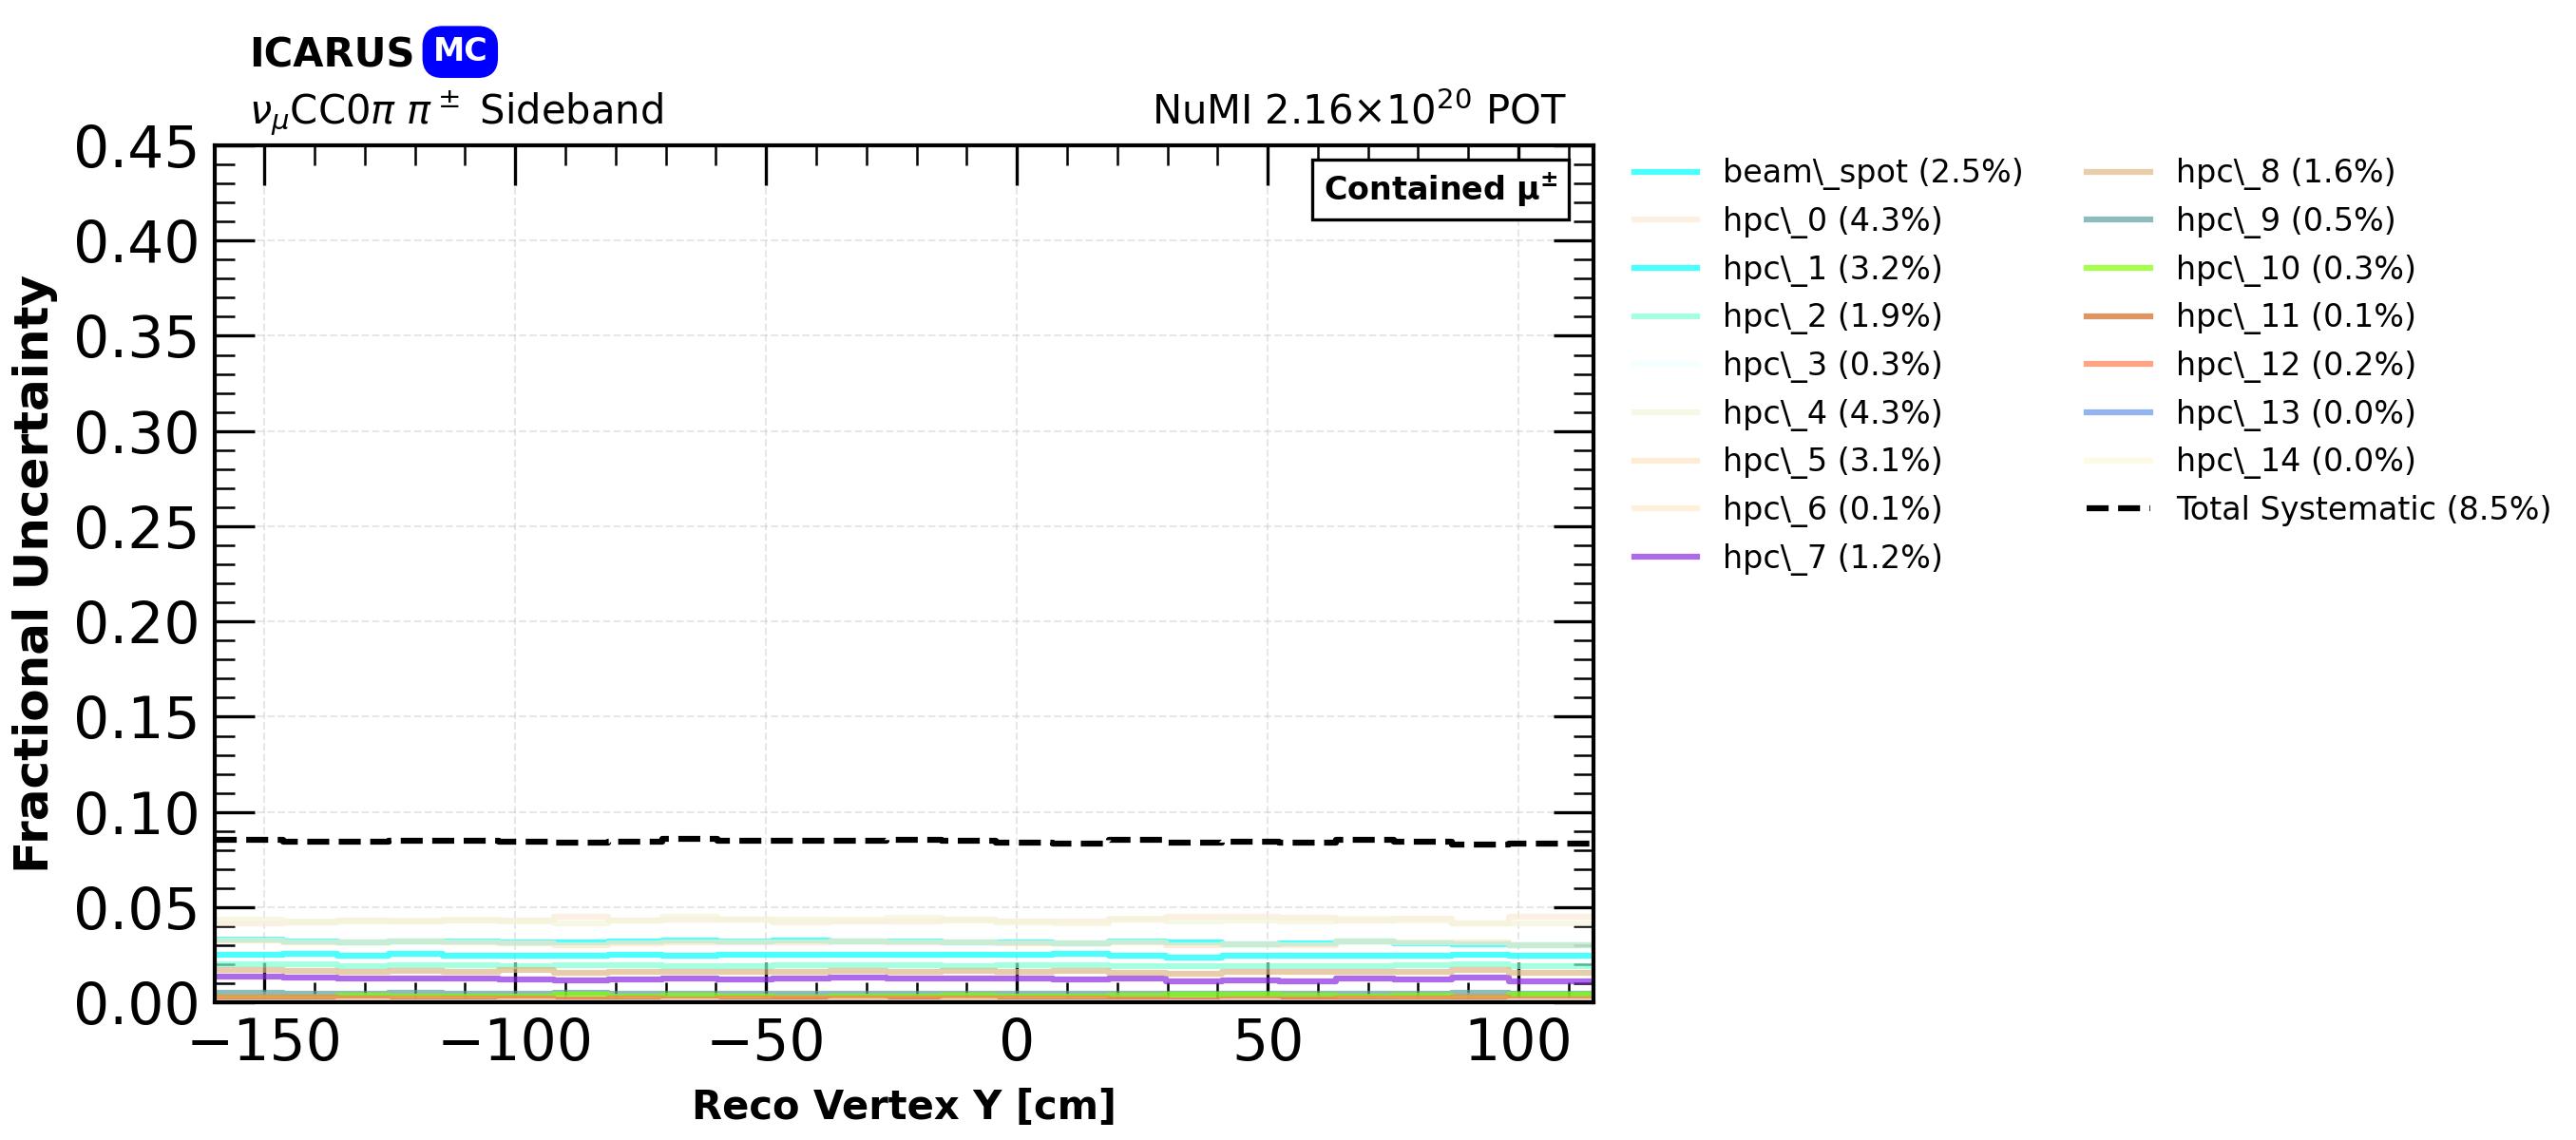 ICARUS MC
νμCC0π π± Sideband
NuMI 2.16×10²⁰ POT
Contained μ±
Fractional Uncertainty
0.45
0.40
0.35
0.30
0.25
0.20
0.15
0.10
0.05
0.00
−150 −100 −50 0 50 100
Reco Vertex Y [cm]
beam\_spot (2.5%)
hpc\_0 (4.3%)
hpc\_1 (3.2%)
hpc\_2 (1.9%)
hpc\_3 (0.3%)
hpc\_4 (4.3%)
hpc\_5 (3.1%)
hpc\_6 (0.1%)
hpc\_7 (1.2%)
hpc\_8 (1.6%)
hpc\_9 (0.5%)
hpc\_10 (0.3%)
hpc\_11 (0.1%)
hpc\_12 (0.2%)
hpc\_13 (0.0%)
hpc\_14 (0.0%)
Total Systematic (8.5%)